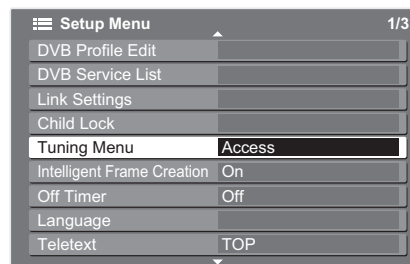 Setup Menu 1/3
DVB Profile Edit
DVB Service List
Link Settings
Child Lock
Tuning Menu Access
Intelligent Frame Creation On
Off Timer Off
Language
Teletext TOP